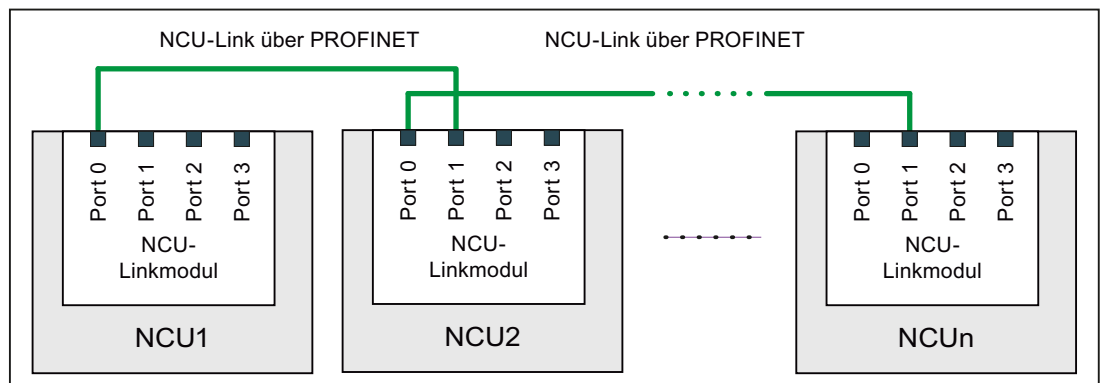 NCU-Link über PROFINET
NCU-Link über PROFINET
Port 0
Port 1
Port 2
Port 3
NCU-
Linkmodul
NCU1
Port 0
Port 1
Port 2
Port 3
NCU-
Linkmodul
NCU2
Port 0
Port 1
Port 2
Port 3
NCU-
Linkmodul
NCUn